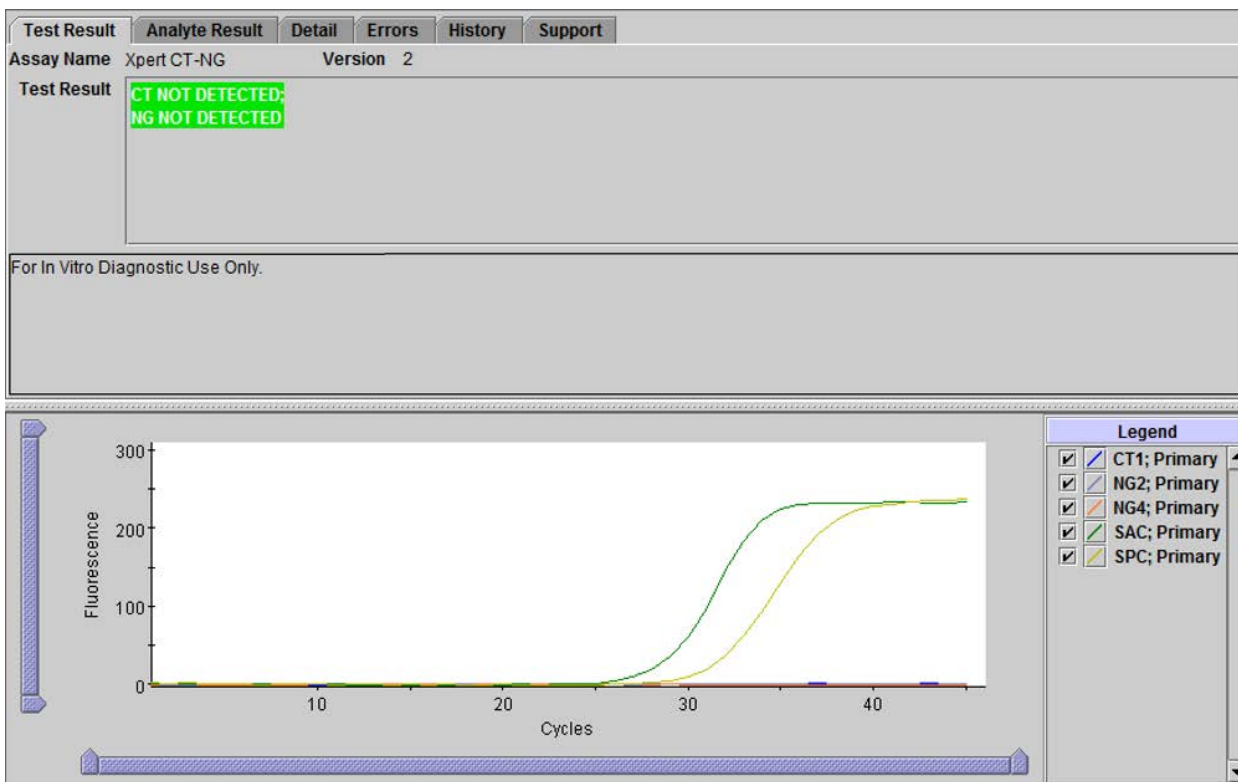 Test Result Analyte Result Detail Errors History Support
Assay Name Xpert CT-NG Version 2
Test Result CT NOT DETECTED;
NG NOT DETECTED
For In Vitro Diagnostic Use Only.
300
200
100
0
Fluorescence
10 20 30 40
Cycles
Legend
CT1; Primary
NG2; Primary
NG4; Primary
SAC; Primary
SPC; Primary